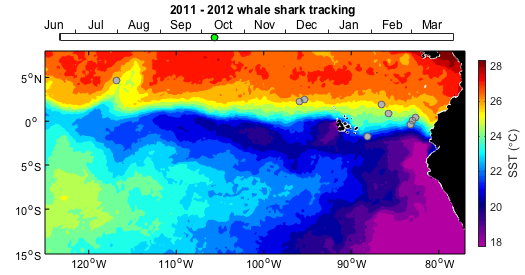 2011 - 2012 whale shark tracking
Jun Jul Aug Sep Oct Nov Dec Jan Feb Mar
5°N
0°
5°S
10°S
15°S
120°W 110°W 100°W 90°W 80°W
28
26
24
22
20
18
SST (°C)